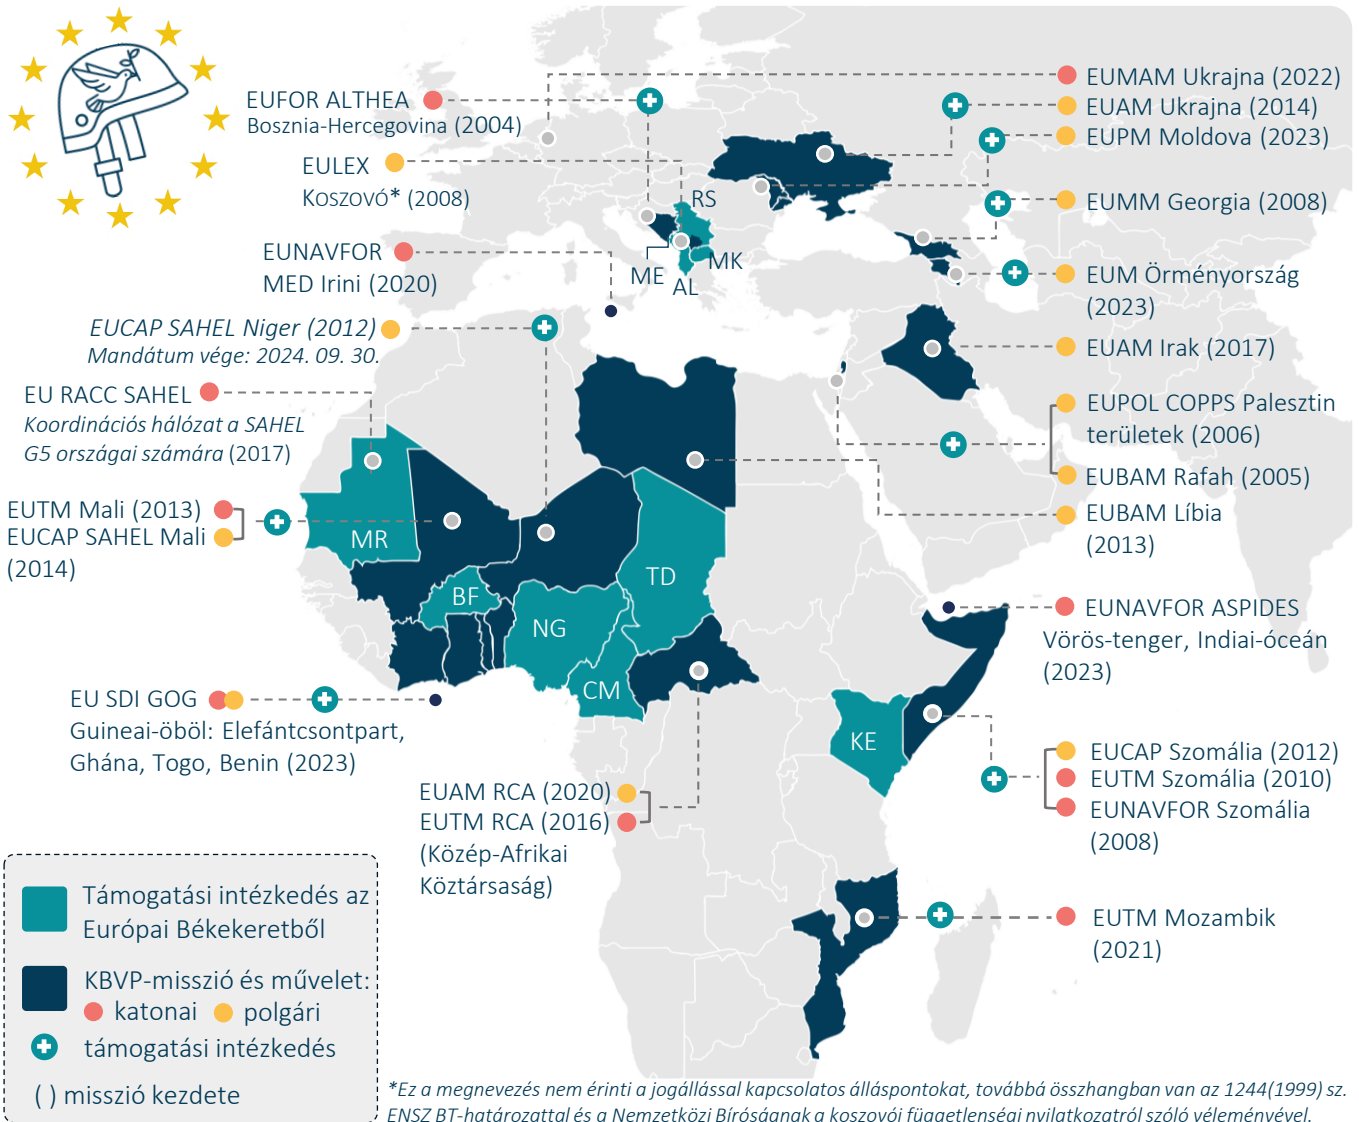 EUFOR ALTHEA
Bosznia-Hercegovina (2004)
EULEX
Koszovó* (2008)
EUNAVFOR
MED Irini (2020)
EUCAP SAHEL Niger (2012)
Mandátum vége: 2024. 09. 30.
EU RACC SAHEL
Koordinációs hálózat a SAHEL
G5 országai számára (2017)
EUTM Mali (2013)
EUCAP SAHEL Mali
(2014)
EU SDI GOG
Guineai-öböl: Elefántcsontpart,
Ghána, Togo, Benin (2023)
EUAM RCA (2020)
EUTM RCA (2016)
(Közép-Afrikai
Köztársaság)
EUMAM Ukrajna (2022)
EUAM Ukrajna (2014)
EUPM Moldova (2023)
EUMM Georgia (2008)
EUM Örményország
(2023)
EUAM Irak (2017)
EUPOL COPPS Palesztin
területek (2006)
EUBAM Rafah (2005)
EUBAM Líbia
(2013)
EUNAVFOR ASPIDES
Vörös-tenger, Indiai-óceán
(2023)
EUCAP Szomália (2012)
EUTM Szomália (2010)
EUNAVFOR Szomália
(2008)
EUTM Mozambik
(2021)
RS
MK
ME
AL
MR
BF
NG
TD
CM
KE
Támogatási intézkedés az
Európai Békekeretből
KBVP-misszió és művelet:
katonai polgári
támogatási intézkedés
( ) misszió kezdete
*Ez a megnevezés nem érinti a jogállással kapcsolatos álláspontokat, továbbá összhangban van az 1244(1999) sz.
ENSZ BT-határozattal és a Nemzetközi Bíróságnak a koszovói függetlenségi nyilatkozatról szóló véleményével.